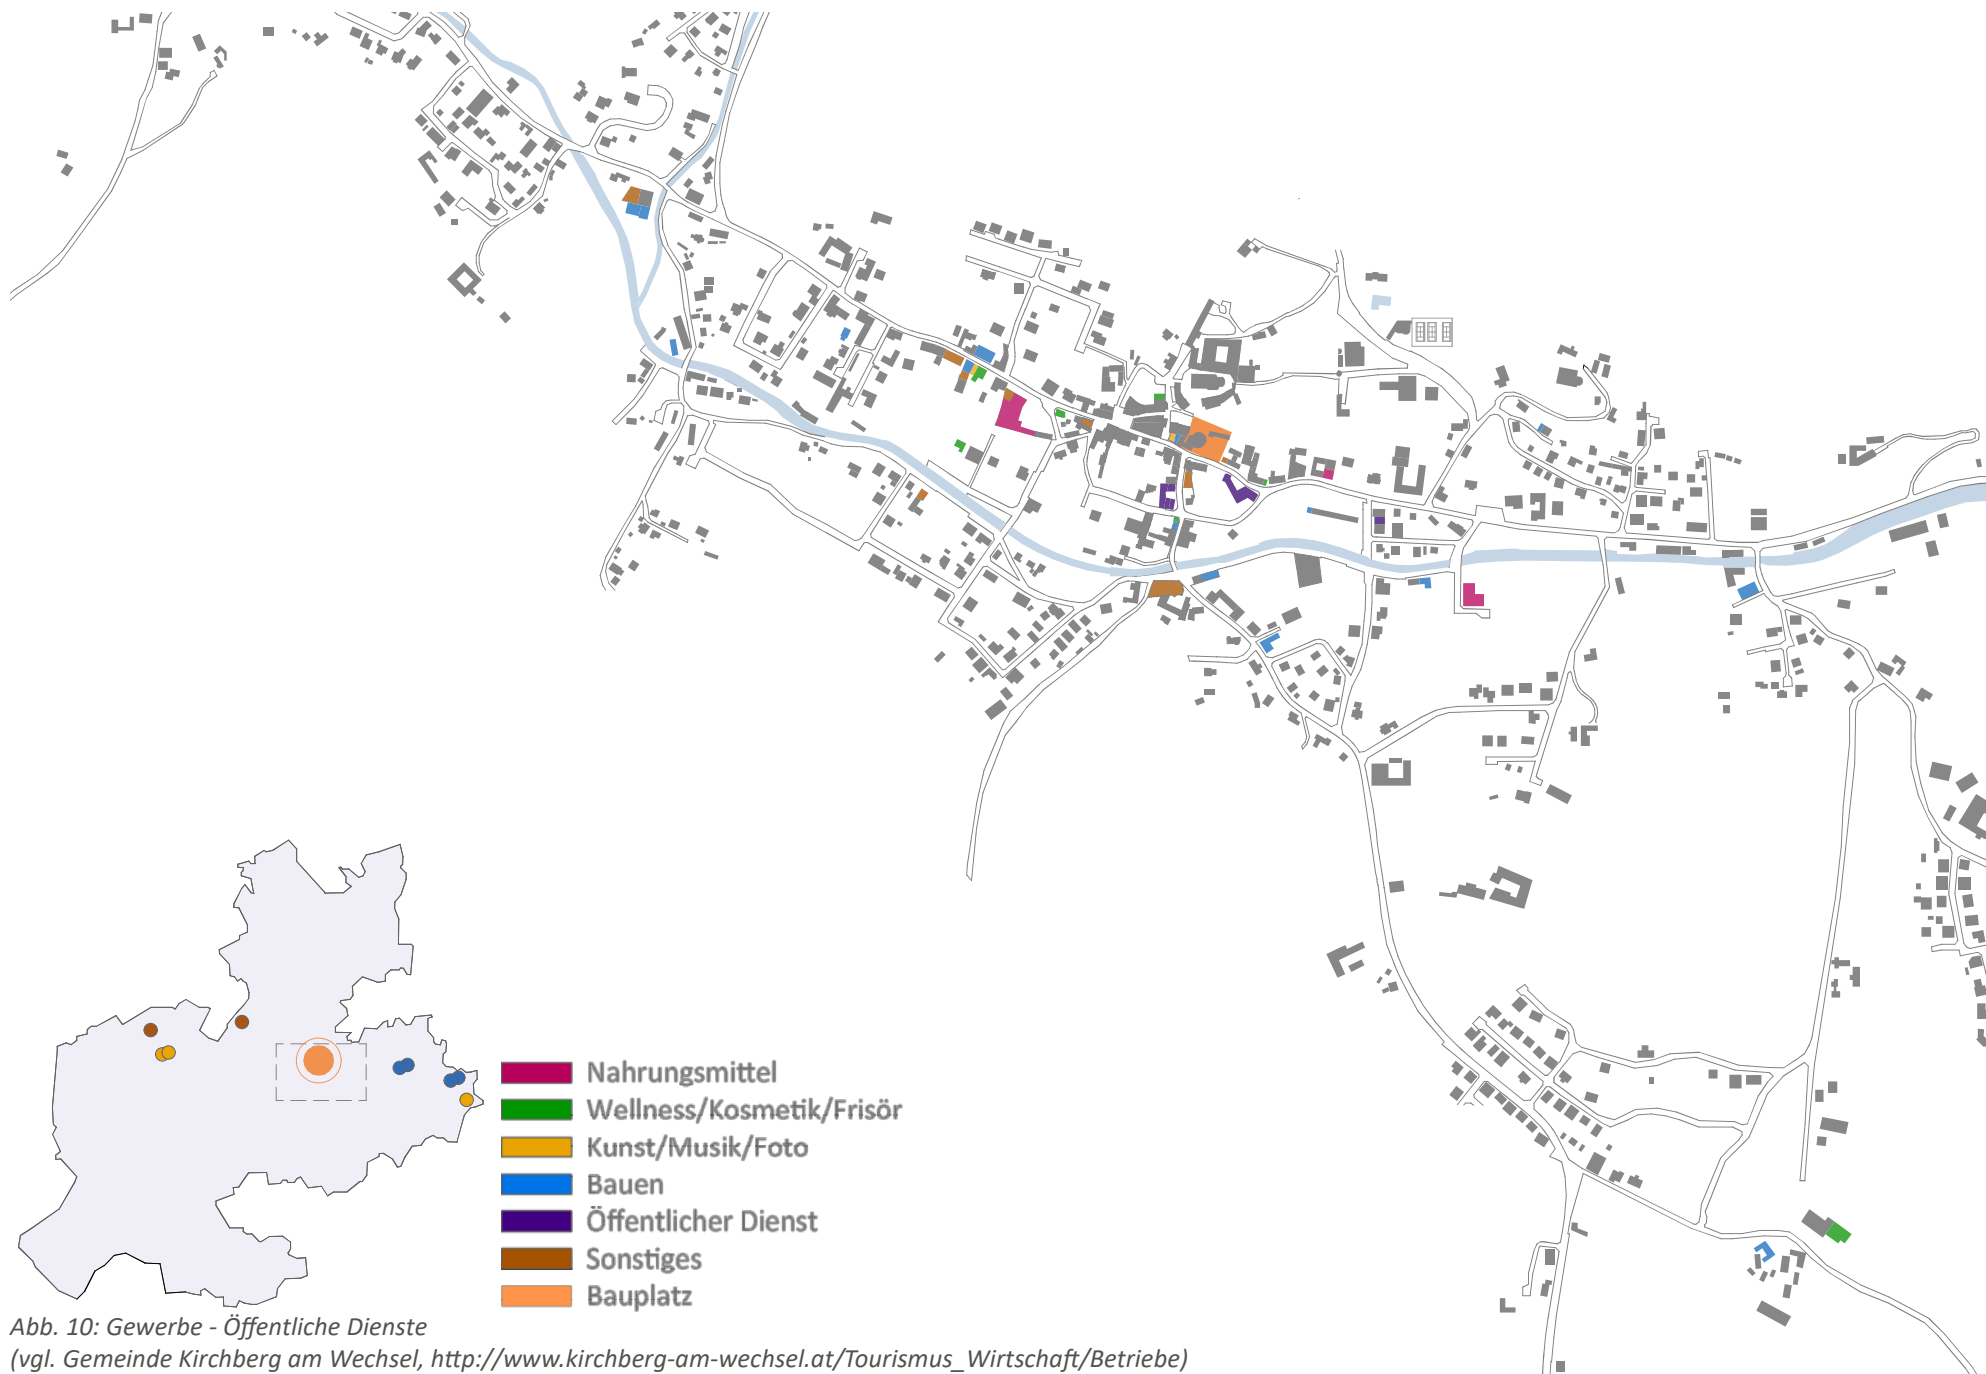 Nahrungsmittel
Wellness/Kosmetik/Frisör
Kunst/Musik/Foto
Bauen
Öffentlicher Dienst
Sonstiges
Bauplatz
Abb. 10: Gewerbe - Öffentliche Dienste
(vgl. Gemeinde Kirchberg am Wechsel, http://www.kirchberg-am-wechsel.at/Tourismus_Wirtschaft/Betriebe)